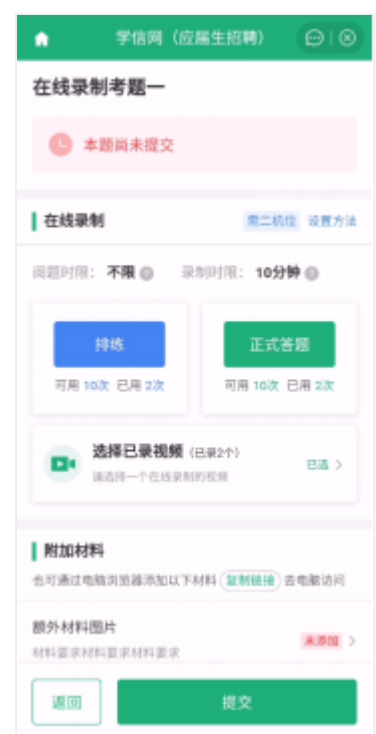 学信网（应届生招聘）
在线录制考题一
本题尚未提交
在线录制 需二机位 设置方法
阅题时限： 不限 录制时限： 10分钟
排练 正式答题
可用 10次 已用 2次 可用 10次 已用 2次
选择已录视频（已录2个） 已选
请选择一个在线录制的视频
附加材料
也可通过电脑浏览器添加以下材料 复制链接 去电脑访问
额外材料图片 未添加
材料要求材料要求材料要求
返回 提交